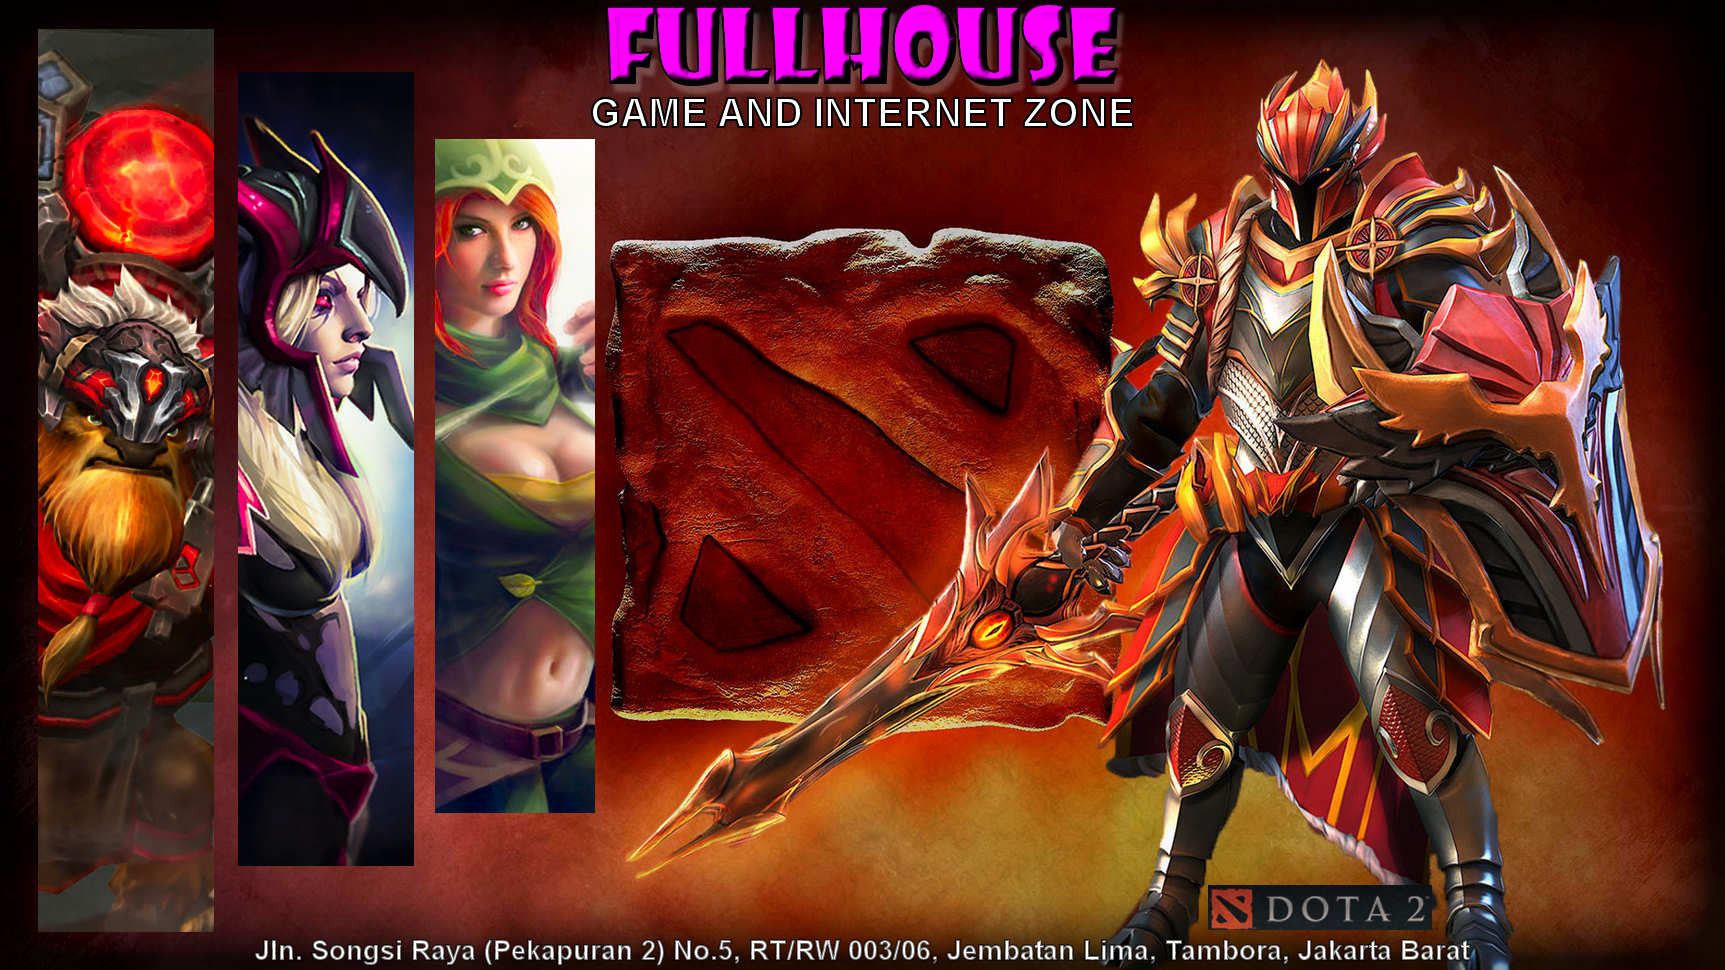 FULLHOUSE
GAME AND INTERNET ZONE
DOTA 2
Jln. Songsi Raya (Pekapuran 2) No.5, RT/RW 003/06, Jembatan Lima, Tambora, Jakarta Barat